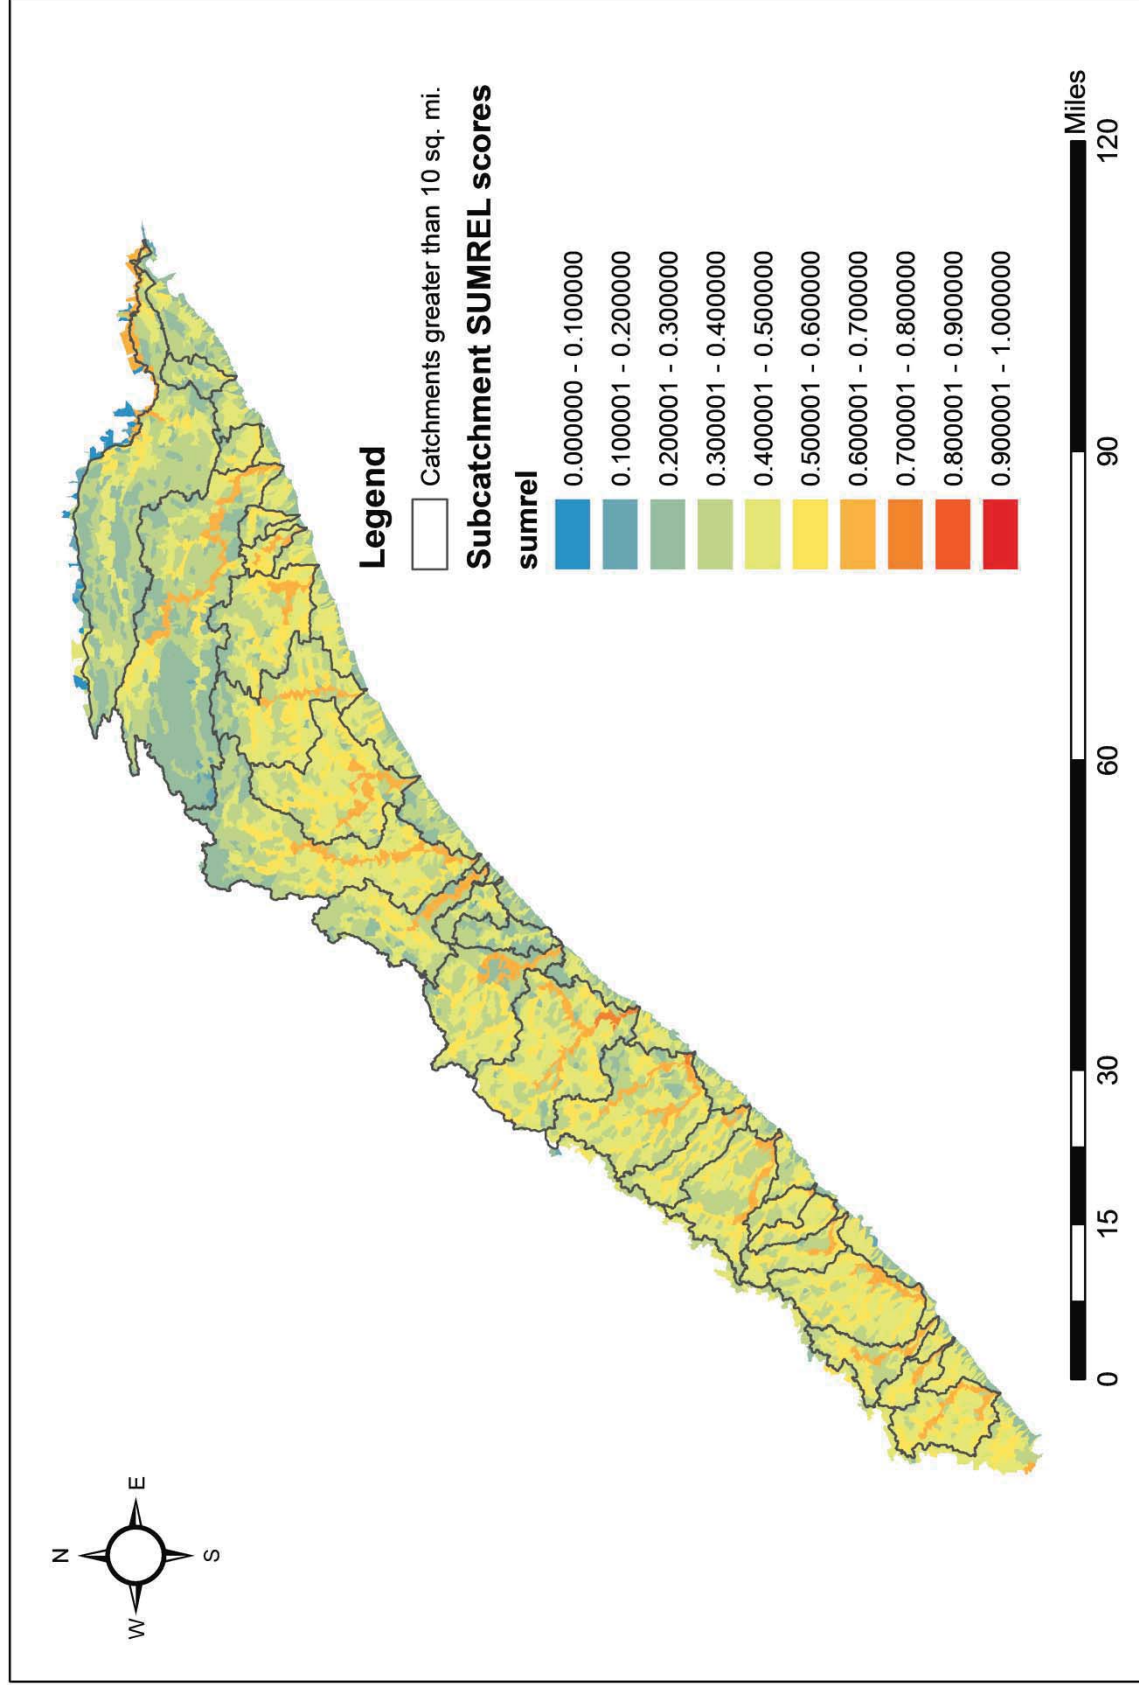 N
W
E
S
Legend
Catchments greater than 10 sq. mi.
Subcatchment SUMREL scores
sumrel
0.000000 - 0.100000
0.100001 - 0.200000
0.200001 - 0.300000
0.300001 - 0.400000
0.400001 - 0.500000
0.500001 - 0.600000
0.600001 - 0.700000
0.700001 - 0.800000
0.800001 - 0.900000
0.900001 - 1.000000
Miles
0 15 30 60 90 120